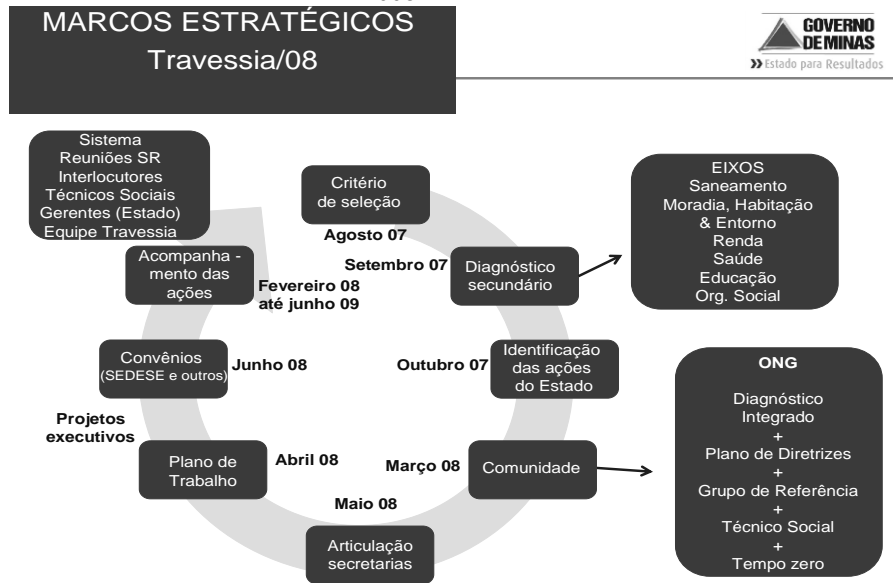 MARCOS ESTRATÉGICOS
Travessia/08
GOVERNO
DE MINAS
Estado para Resultados
Sistema
Reuniões SR
Interlocutores
Técnicos Sociais
Gerentes (Estado)
Equipe Travessia
Critério
de seleção
Agosto 07
Setembro 07
Diagnóstico
secundário
EIXOS
Saneamento
Moradia, Habitação
& Entorno
Renda
Saúde
Educação
Org. Social
Acompanha -
mento das
ações
Fevereiro 08
até junho 09
Convênios
(SEDESE e outros)
Junho 08
Outubro 07
Identificação
das ações
do Estado
ONG
Diagnóstico
Integrado
+
Plano de Diretrizes
+
Grupo de Referência
+
Técnico Social
+
Tempo zero
Projetos
executivos
Plano de
Trabalho
Abril 08
Março 08
Comunidade
Maio 08
Articulação
secretarias